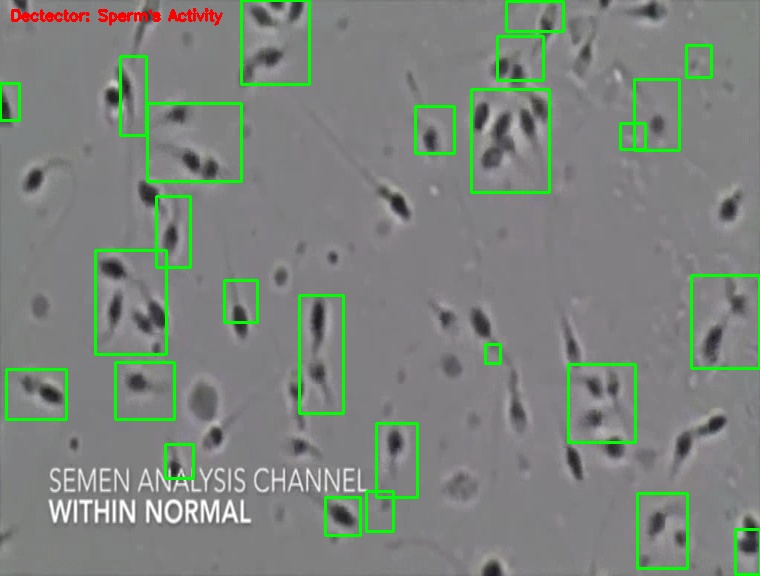 Dectector: Sperm's Activity
SEMEN ANALYSIS CHANNEL
WITHIN NORMAL